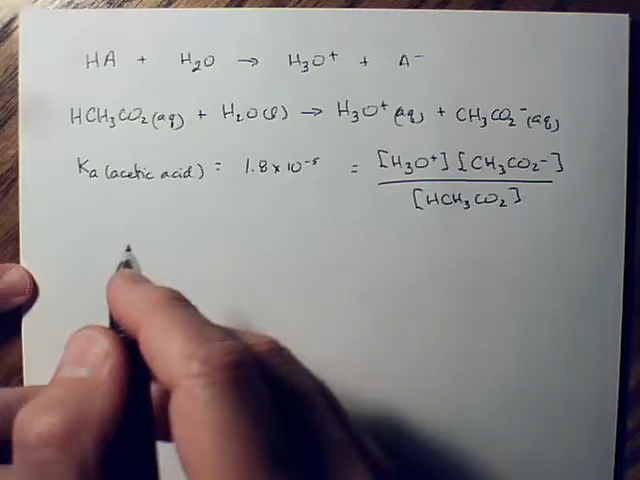 HA + H₂O → H₃O⁺ + A⁻
HCH₃CO₂(aq) + H₂O(l) → H₃O⁺(aq) + CH₃CO₂⁻(aq)
Ka (acetic acid) = 1.8 x 10⁻⁵ = [H₃O⁺][CH₃CO₂⁻]
[HCH₃CO₂]